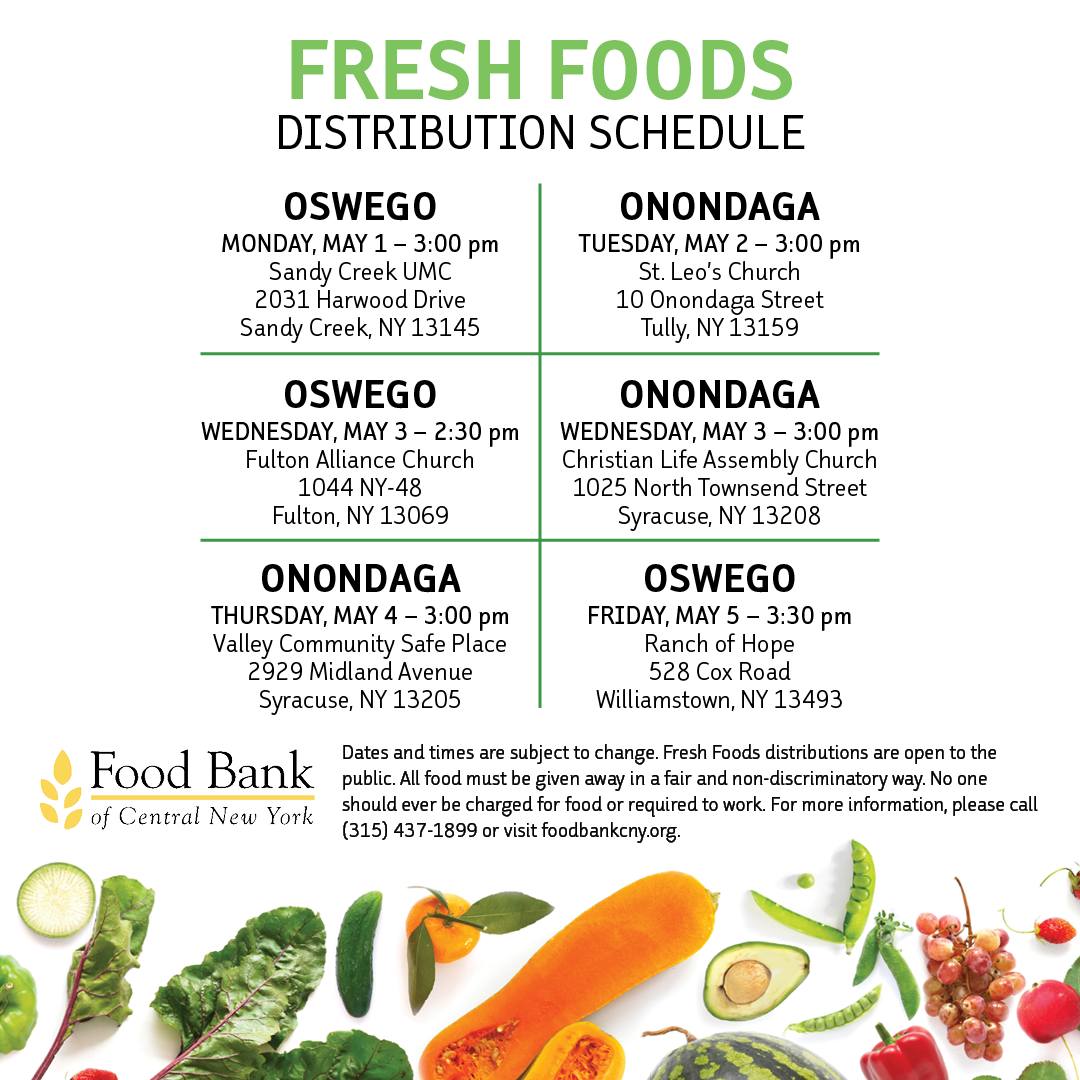 FRESH FOODS
DISTRIBUTION SCHEDULE
OSWEGO
MONDAY, MAY 1 – 3:00 pm
Sandy Creek UMC
2031 Harwood Drive
Sandy Creek, NY 13145
ONONDAGA
TUESDAY, MAY 2 – 3:00 pm
St. Leo’s Church
10 Onondaga Street
Tully, NY 13159
OSWEGO
WEDNESDAY, MAY 3 – 2:30 pm
Fulton Alliance Church
1044 NY-48
Fulton, NY 13069
ONONDAGA
WEDNESDAY, MAY 3 – 3:00 pm
Christian Life Assembly Church
1025 North Townsend Street
Syracuse, NY 13208
ONONDAGA
THURSDAY, MAY 4 – 3:00 pm
Valley Community Safe Place
2929 Midland Avenue
Syracuse, NY 13205
OSWEGO
FRIDAY, MAY 5 – 3:30 pm
Ranch of Hope
528 Cox Road
Williamstown, NY 13493
Food Bank
of Central New York
Dates and times are subject to change. Fresh Foods distributions are open to the
public. All food must be given away in a fair and non-discriminatory way. No one
should ever be charged for food or required to work. For more information, please call
(315) 437-1899 or visit foodbankcny.org.